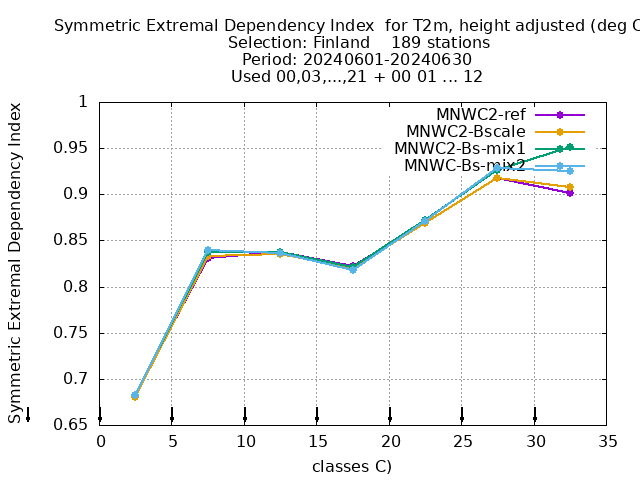 Symmetric Extremal Dependency Index  for T2m, height adjusted (deg C
Selection: Finland    189 stations
Period: 20240601-20240630
Used 00,03,...,21 + 00 01 ... 12
Symmetric Extremal Dependency Index
1
0.95
0.9
0.85
0.8
0.75
0.7
0.65
MNWC2-ref
MNWC2-Bscale
MNWC2-Bs-mix1
MNWC-Bs-mix2
0 5 10 15 20 25 30 35
classes C)